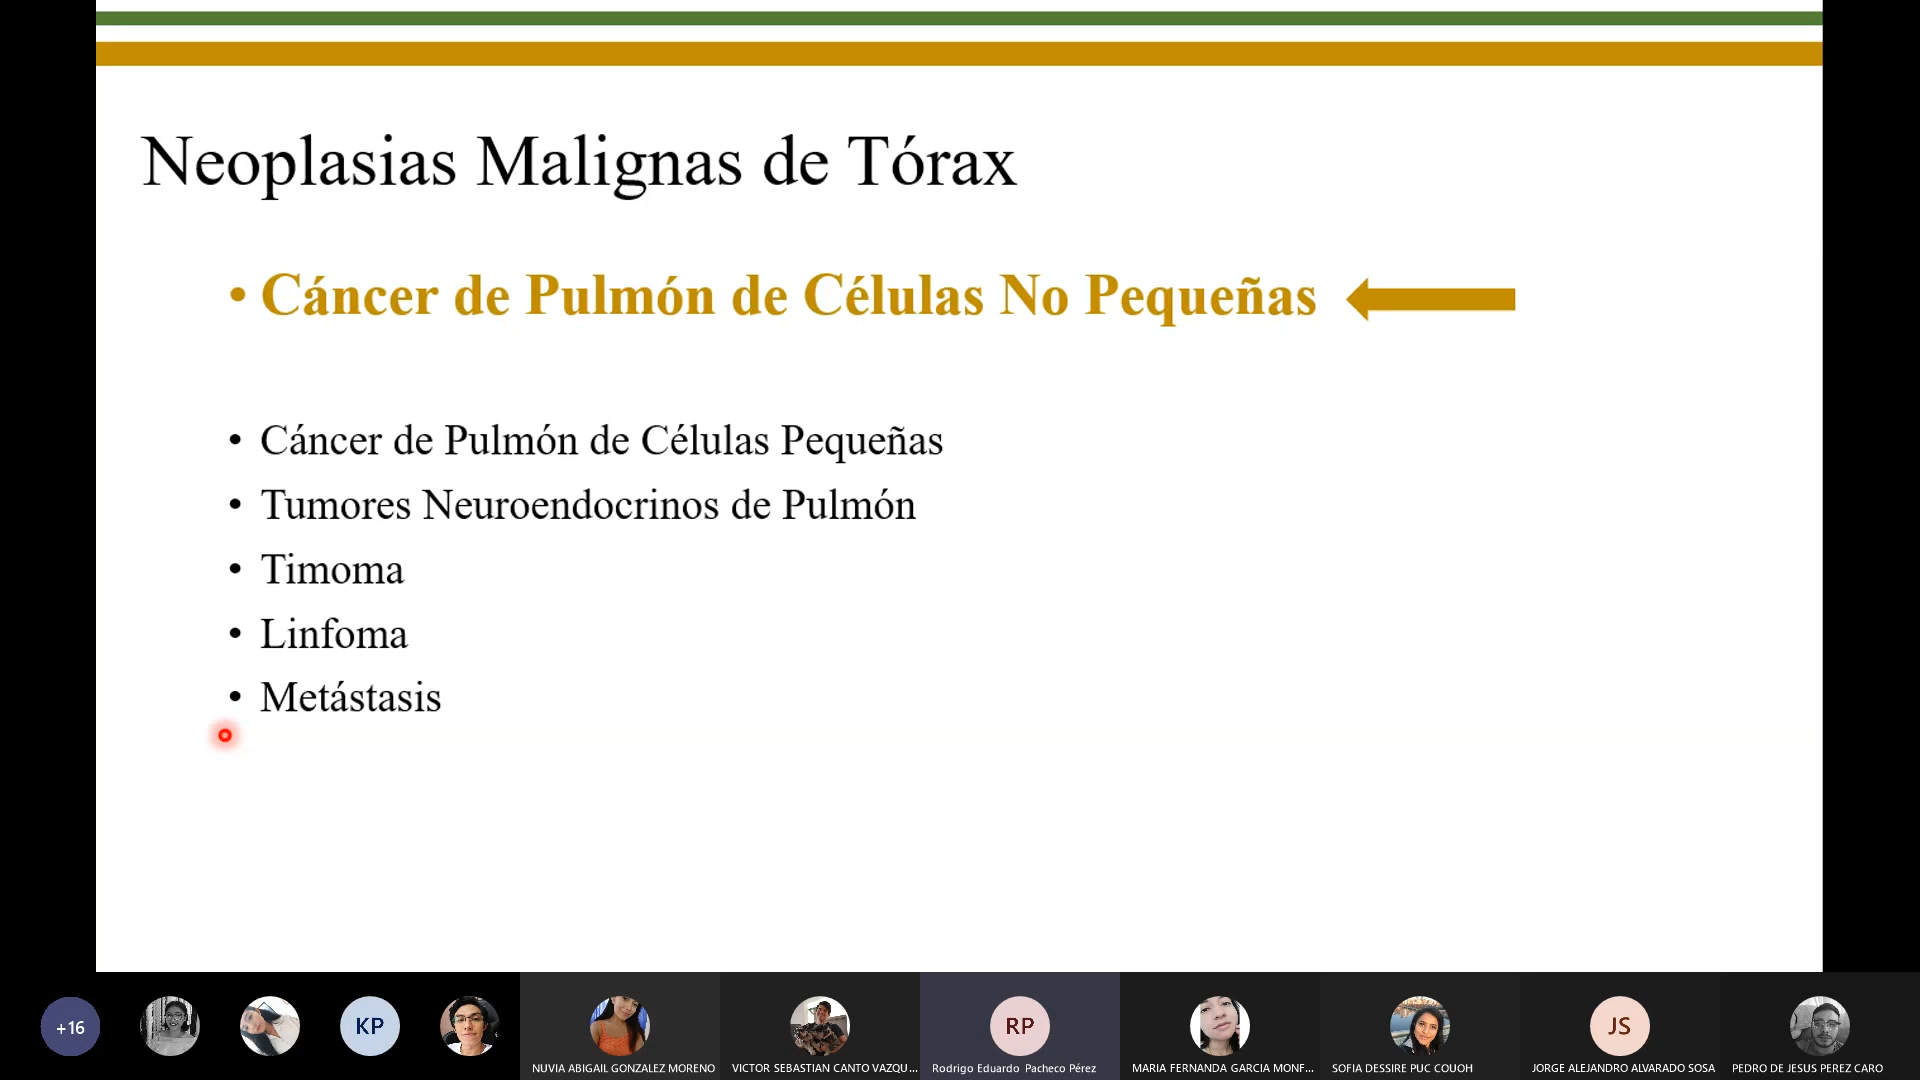 Neoplasias Malignas de Tórax
• Cáncer de Pulmón de Células No Pequeñas
• Cáncer de Pulmón de Células Pequeñas
• Tumores Neuroendocrinos de Pulmón
• Timoma
• Linfoma
• Metástasis
+16
KP
RP
JS
NUVIA ABIGAIL GONZALEZ MORENO
VICTOR SEBASTIAN CANTO VAZQU...
Rodrigo Eduardo Pacheco Pérez
MARIA FERNANDA GARCIA MONF...
SOFIA DESSIRE PUC COUOH
JORGE ALEJANDRO ALVARADO SOSA
PEDRO DE JESUS PEREZ CARO